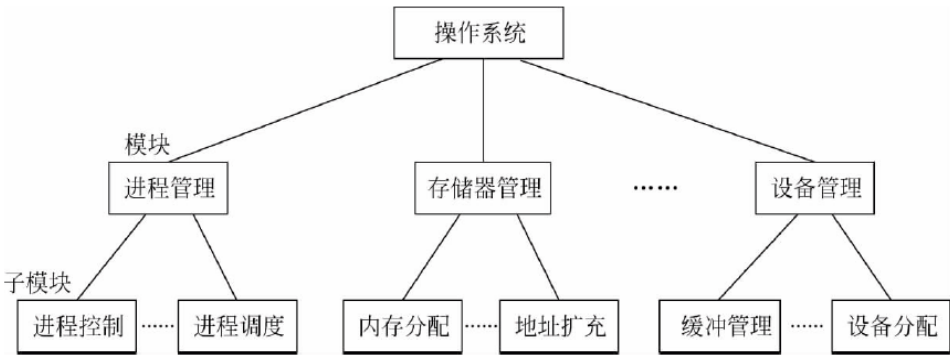 操作系统
模块
进程管理
存储器管理
……
设备管理
子模块
进程控制
……
进程调度
内存分配
……
地址扩充
缓冲管理
……
设备分配